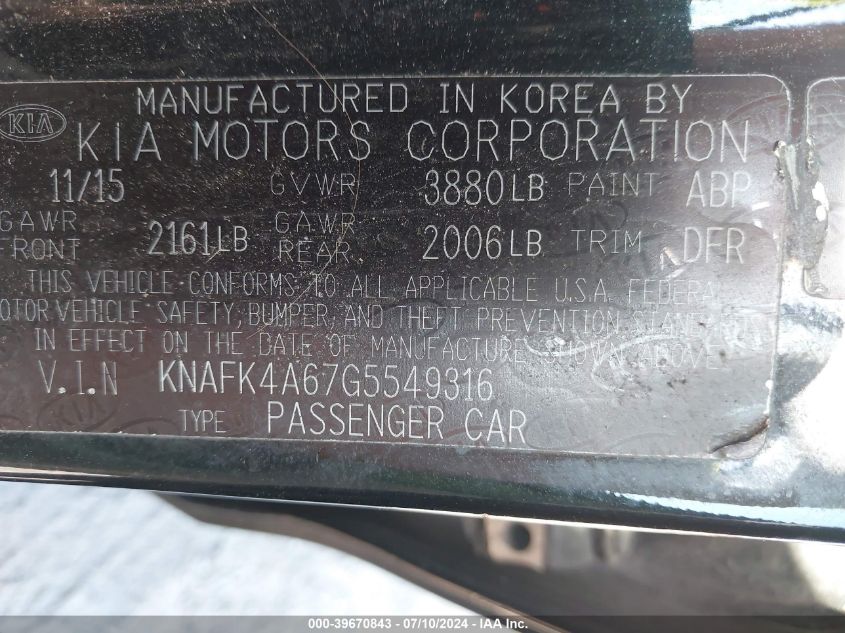 MANUFACTURED IN KOREA BY
KIA KIA MOTORS CORPORATION
11/15 GVWR 3880LB PAINT ABP
GAWR FRONT 2161LB GAWR REAR 2006LB TRIM DFR
THIS VEHICLE CONFORMS TO ALL APPLICABLE U.S.A. FEDERA
OTOR VEHICLE SAFETY, BUMPER, AND THEFT PREVENTION
IN EFFECT ON THE DATE OF MANUFACTURE SHOWN ABOVE.
V.I.N KNAFK4A67G5549316
TYPE PASSENGER CAR
000-39670843 - 07/10/2024 - IAA Inc.